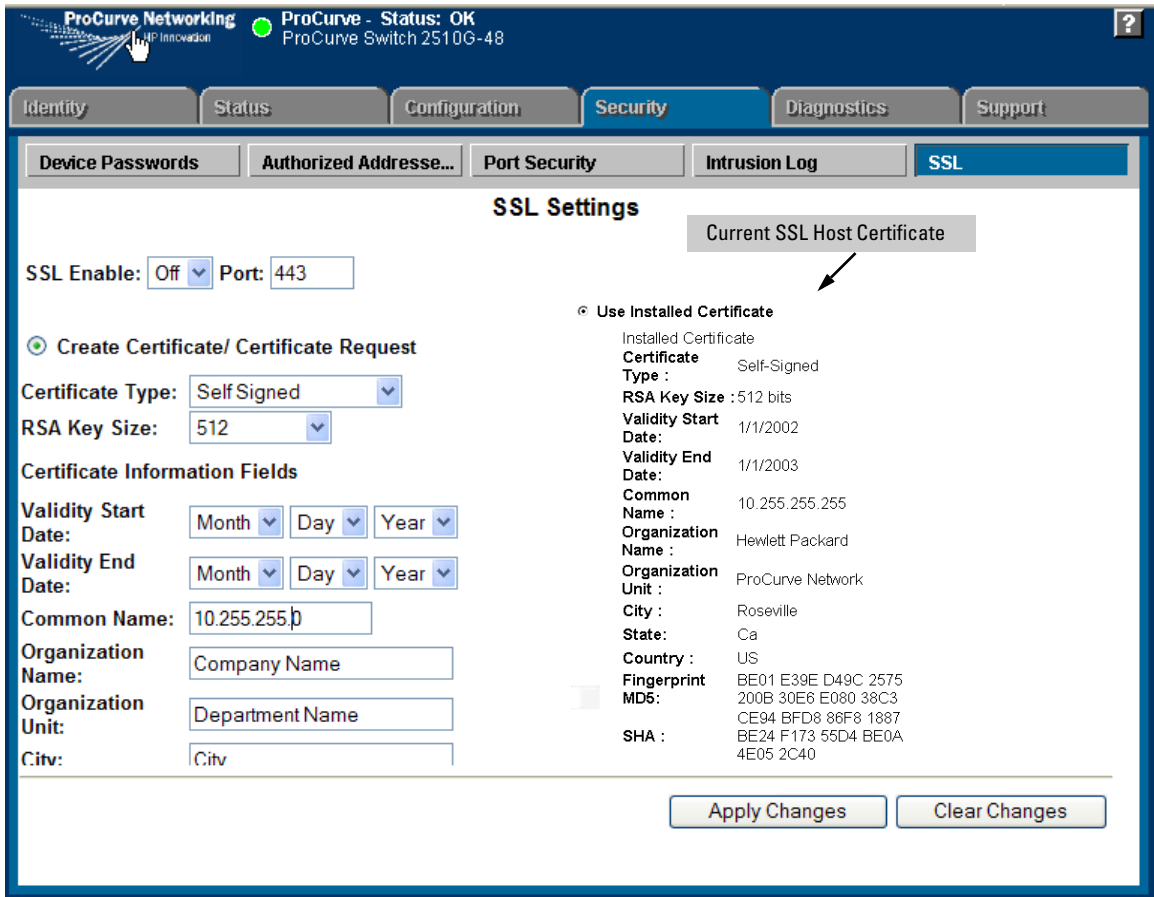 ProCurve Networking
HP Innovation
ProCurve - Status: OK
ProCurve Switch 2510G-48
?
Identity
Status
Configuration
Security
Diagnostics
Support
Device Passwords
Authorized Addresse...
Port Security
Intrusion Log
SSL
SSL Settings
Current SSL Host Certificate
SSL Enable: Off Port: 443
Create Certificate/ Certificate Request
Certificate Type: Self Signed
RSA Key Size: 512
Certificate Information Fields
Validity Start
Date:
Month Day Year
Validity End
Date:
Month Day Year
Common Name: 10.255.255.0
Organization
Name:
Company Name
Organization
Unit:
Department Name
City: City
Use Installed Certificate
Installed Certificate
Certificate
Type :
Self-Signed
RSA Key Size : 512 bits
Validity Start
Date:
1/1/2002
Validity End
Date:
1/1/2003
Common
Name :
10.255.255.255
Organization
Name :
Hewlett Packard
Organization
Unit :
ProCurve Network
City : Roseville
State: Ca
Country : US
Fingerprint
MD5:
BE01 E39E D49C 2575
200B 30E6 E080 38C3
SHA :
CE94 BFD8 86F8 1887
BE24 F173 55D4 BE0A
4E05 2C40
Apply Changes
Clear Changes